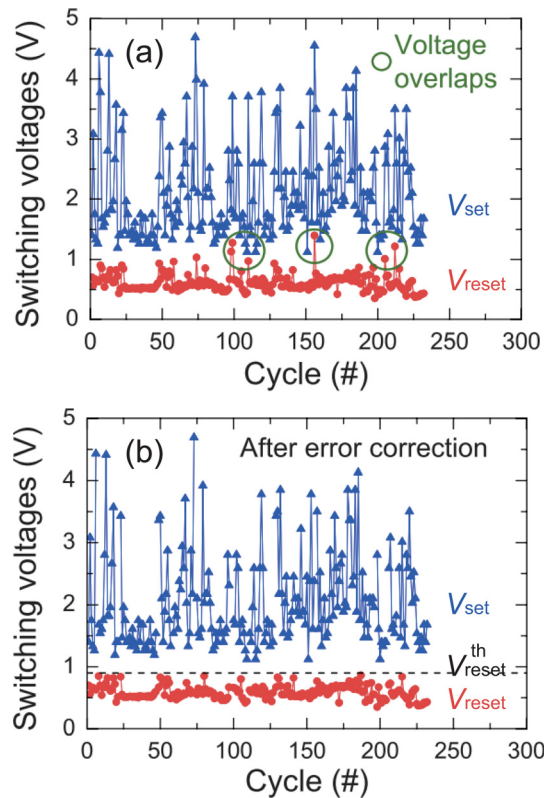 (a)
Voltage
overlaps
Switching voltages (V)
5
4
3
2
1
0
Vset
Vreset
0 50 100 150 200 250 300
Cycle (#)
(b)
After error correction
Switching voltages (V)
5
4
3
2
1
0
Vset
V th reset
Vreset
0 50 100 150 200 250 300
Cycle (#)